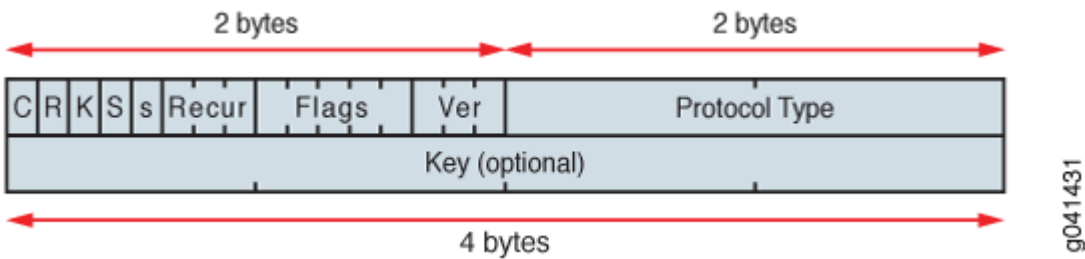 2 bytes 2 bytes
C R K S s Recur Flags Ver Protocol Type
Key (optional)
4 bytes
g041431